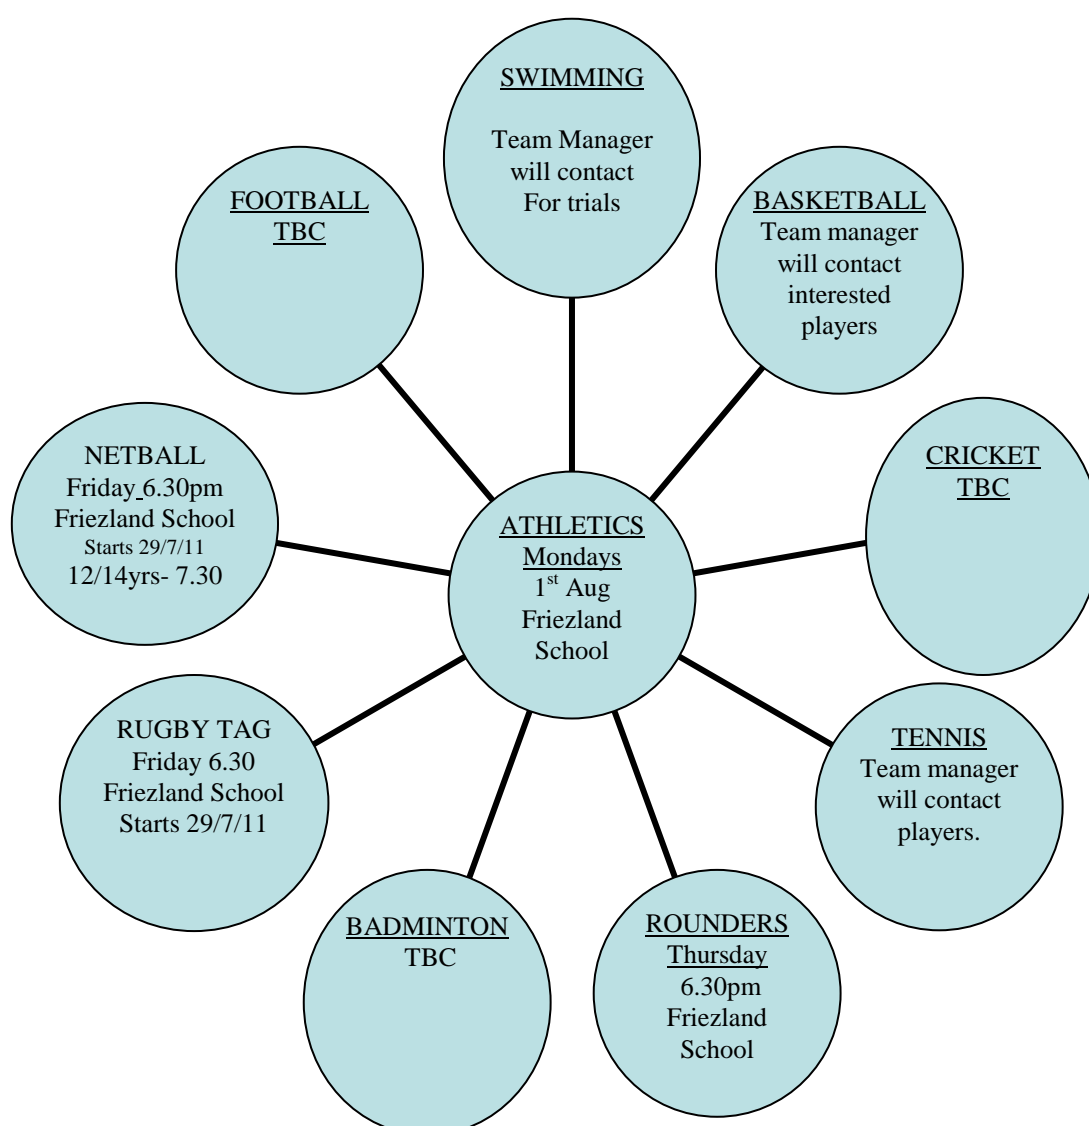 SWIMMING
Team Manager
will contact
For trials
FOOTBALL
TBC
BASKETBALL
Team manager
will contact
interested
players
NETBALL
Friday 6.30pm
Friezland School
Starts 29/7/11
12/14yrs- 7.30
CRICKET
TBC
ATHLETICS
Mondays
1st Aug
Friezland
School
RUGBY TAG
Friday 6.30
Friezland School
Starts 29/7/11
TENNIS
Team manager
will contact
players.
BADMINTON
TBC
ROUNDERS
Thursday
6.30pm
Friezland
School